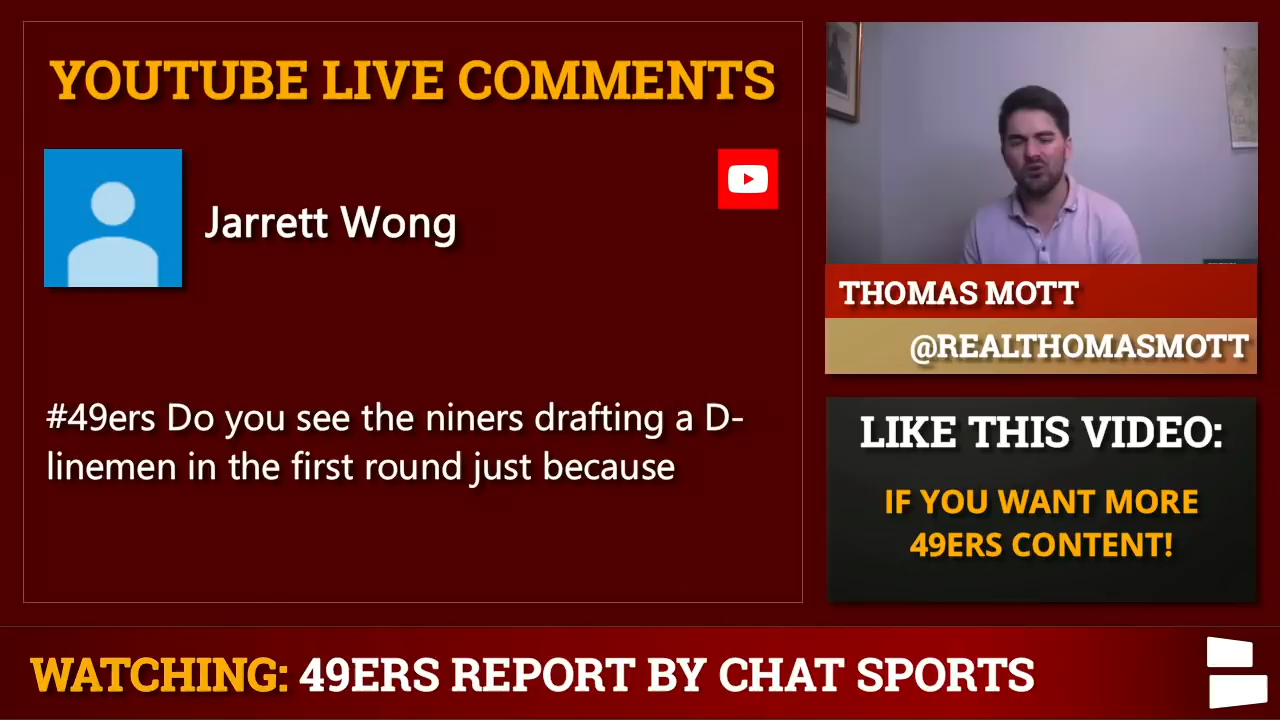 YOUTUBE LIVE COMMENTS
Jarrett Wong
#49ers Do you see the niners drafting a D-
linemen in the first round just because
THOMAS MOTT
@REALTHOMASMOTT
LIKE THIS VIDEO:
IF YOU WANT MORE
49ERS CONTENT!
WATCHING: 49ERS REPORT BY CHAT SPORTS